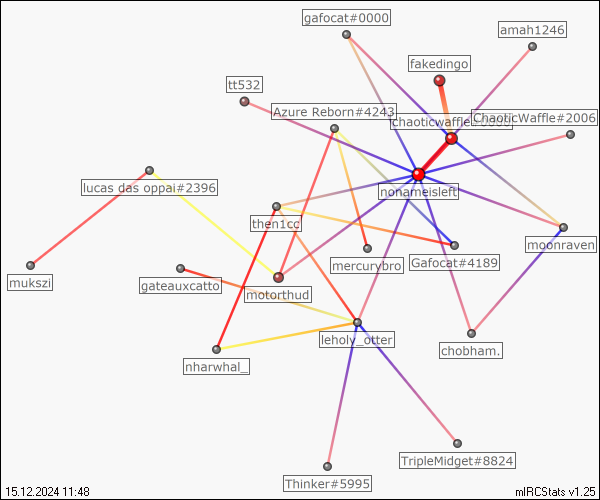 gafocat#0000
amah1246
fakedingo
tt532
Azure Reborn#4243
chaoticwaffle#0000
ChaoticWaffle#2006
lucas das oppai#2396
nonameisleft
then1cc
moonraven
mercurybro
Gafocat#4189
mukszi
gateauxcatto
motorthud
leholy_otter
chobham.
nharwhal_
TripleMidget#8824
Thinker#5995
15.12.2024 11:48
mIRCStats v1.25